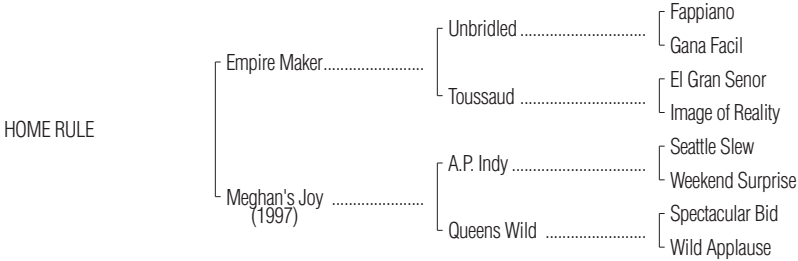 Fappiano
Unbridled ..............................
Gana Facil
Empire Maker........................
El Gran Senor
Toussaud ..............................
Image of Reality
HOME RULE
Seattle Slew
A.P. Indy ................................
Weekend Surprise
Meghan's Joy ......................
(1997)
Spectacular Bid
Queens Wild ........................
Wild Applause